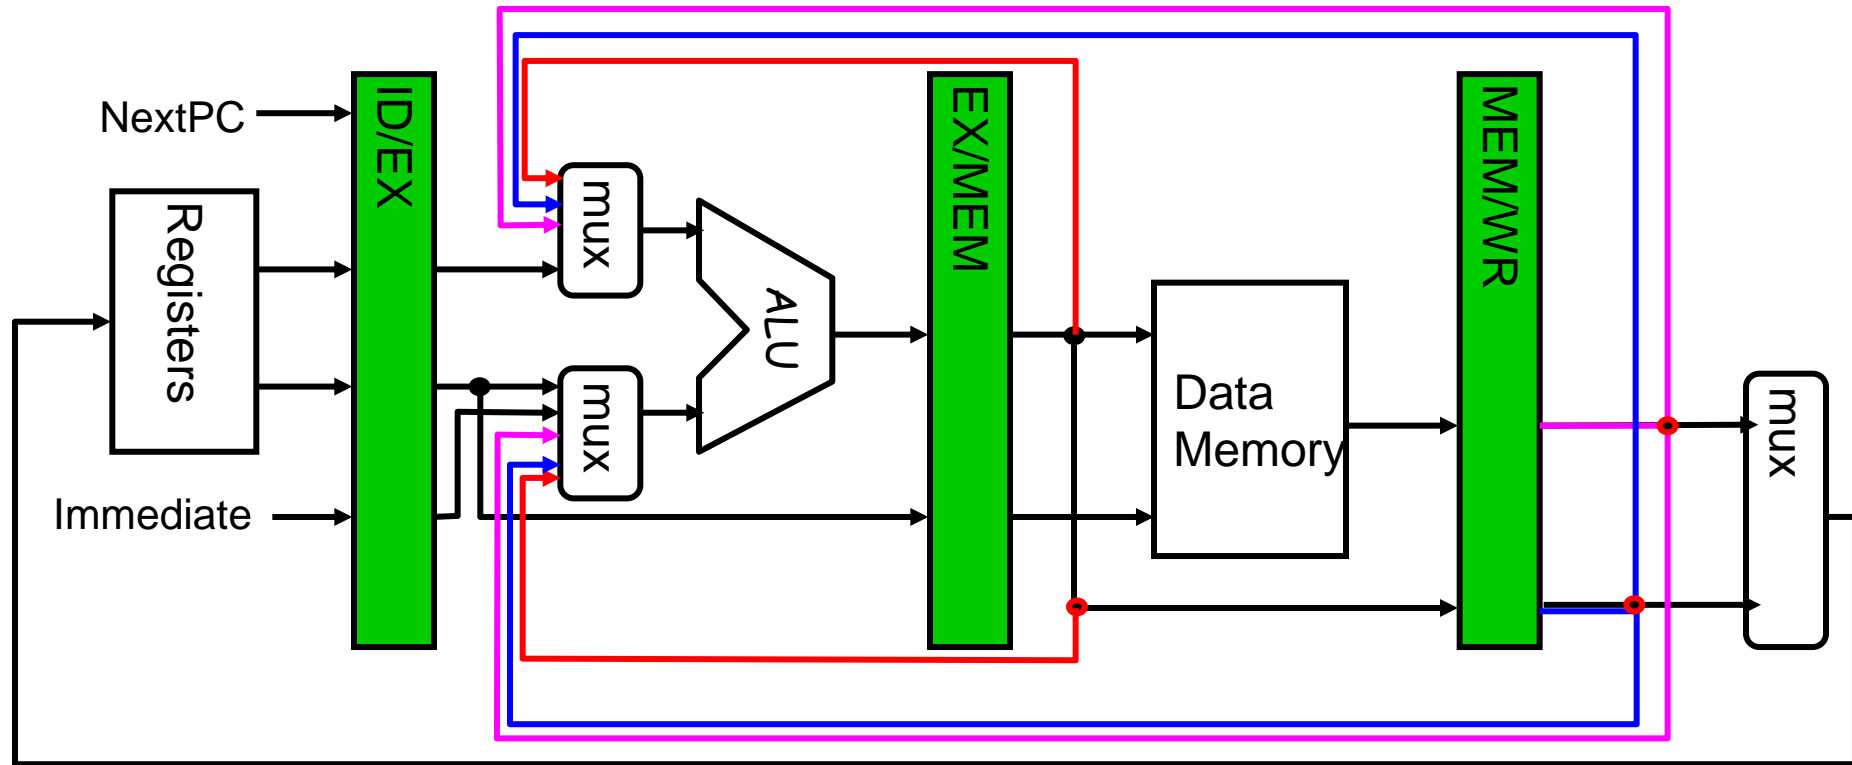 NextPC
ID/EX
Registers
Immediate
mux
mux
ALU
EX/MEM
Data
Memory
MEM/WR
mux